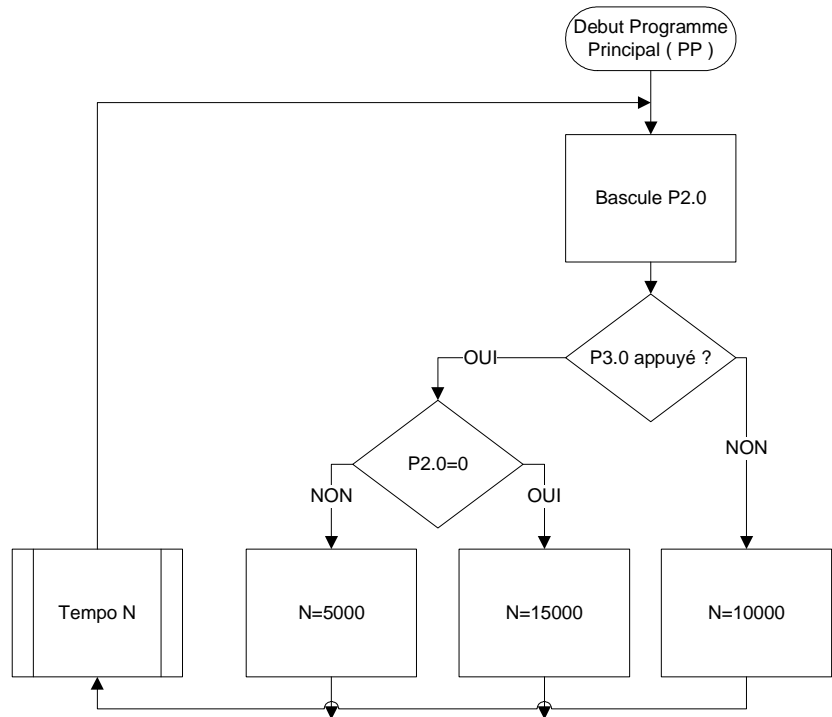 Debut Programme
Principal ( PP )
Bascule P2.0
P3.0 appuyé ?
OUI
NON
P2.0=0
NON
OUI
Tempo N
N=5000
N=15000
N=10000